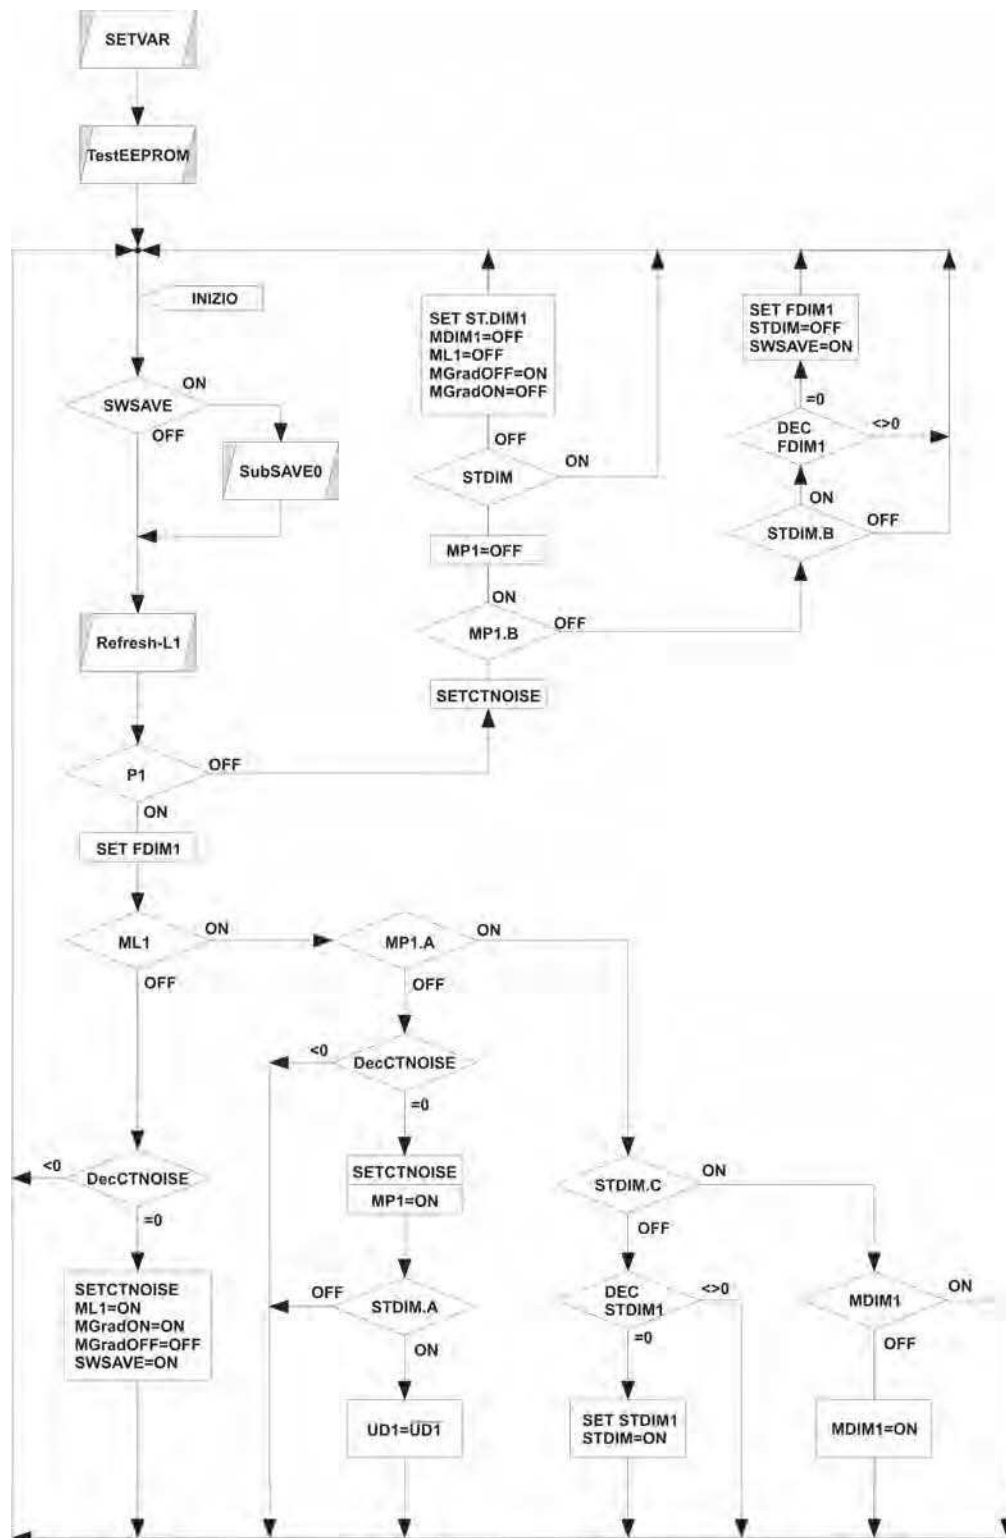 SETVAR
TestEEPROM
INIZIO
SET ST.DIM1
MDIM1=OFF
ML1=OFF
MGradOFF=ON
MGradON=OFF
SET FDIM1
STDIM=OFF
SWSAVE=ON
ON
SWSAVE
OFF
SubSAVE0
=0
DEC
FDIM1
<>0
OFF
STDIM
ON
ON
STDIM.B
OFF
MP1=OFF
ON
MP1.B
OFF
Refresh-L1
SETCTNOISE
P1
OFF
ON
SET FDIM1
ML1
ON
OFF
MP1.A
ON
OFF
<0
DecCTNOISE
=0
<0
DecCTNOISE
=0
SETCTNOISE
MP1=ON
STDIM.C
ON
OFF
SETCTNOISE
ML1=ON
MGradON=ON
MGradOFF=OFF
SWSAVE=ON
OFF
STDIM.A
ON
DEC
STDIM1
<>0
=0
MDIM1
ON
OFF
UD1=UD1
SET STDIM1
STDIM=ON
MDIM1=ON